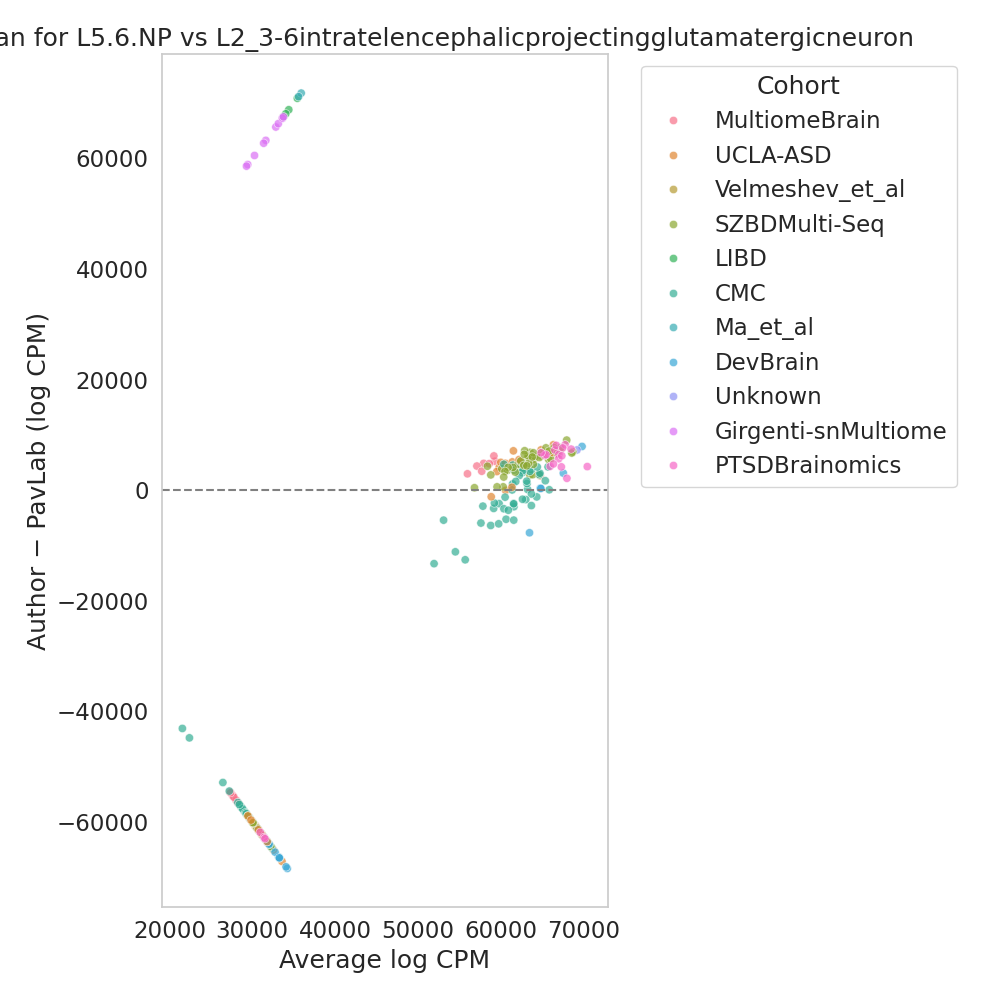 an for L5.6.NP vs L2_3-6intratelencephalicprojectingglutamatergicneuron
Cohort
MultiomeBrain
UCLA-ASD
Velmeshev_et_al
SZBDMulti-Seq
LIBD
CMC
Ma_et_al
DevBrain
Unknown
Girgenti-snMultiome
PTSDBrainomics
Author − PavLab (log CPM)
60000
40000
20000
0
−20000
−40000
−60000
20000 30000 40000 50000 60000 70000
Average log CPM